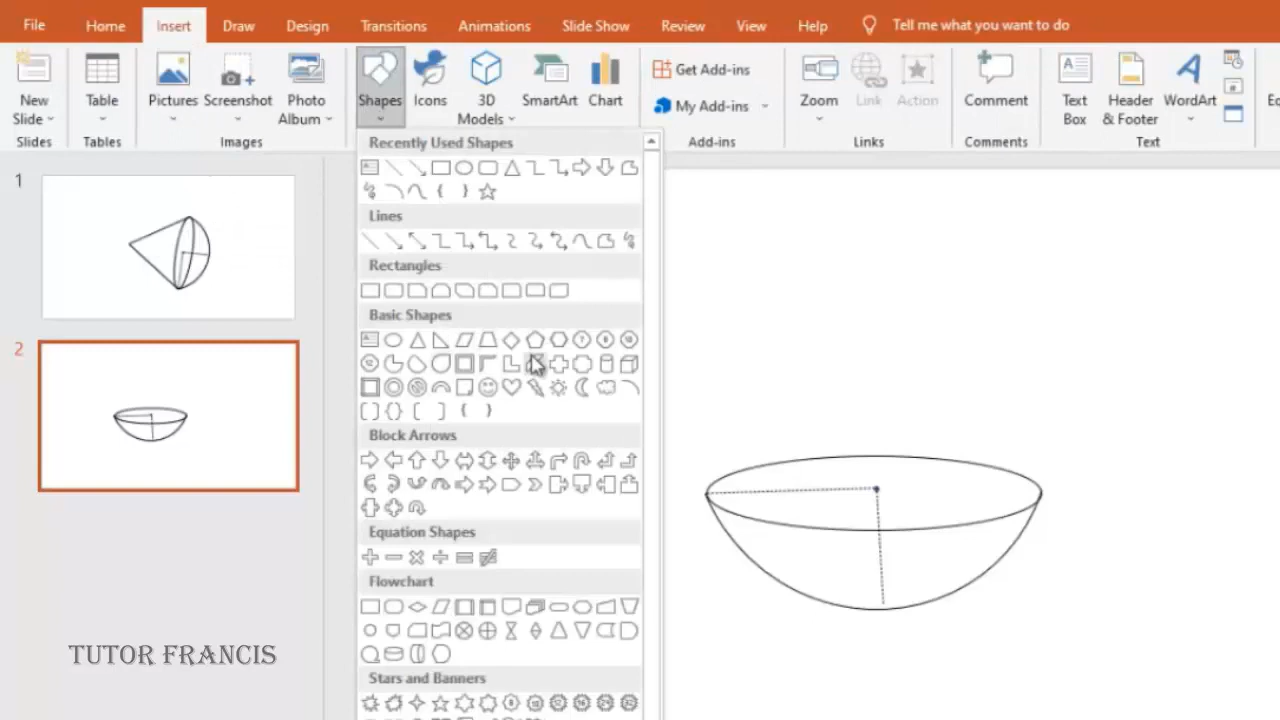 File Home Insert Draw Design Transitions Animations Slide Show Review View Help Tell me what you want to do
New Slide
Table
Pictures
Screenshot
Photo Album
Shapes
Icons
3D Models
SmartArt
Chart
Get Add-ins
My Add-ins
Zoom
Link
Action
Comment
Text Box
Header & Footer
WordArt
Slides Tables Images Add-ins Links Comments Text
Recently Used Shapes
Lines
Rectangles
Basic Shapes
Block Arrows
Equation Shapes
Flowchart
Stars and Banners
1
2
TUTOR FRANCIS